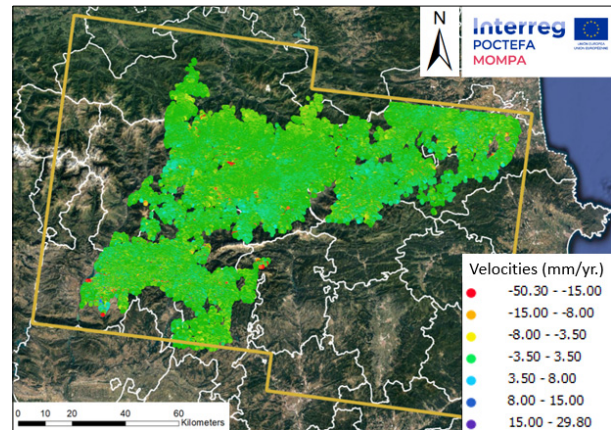 N
Interreg
POCTEFA
MOMPA
Velocities (mm/yr.)
-50.30 - -15.00
-15.00 - -8.00
-8.00 - -3.50
-3.50 - 3.50
3.50 - 8.00
8.00 - 15.00
15.00 - 29.80
0 10 20 40 60
Kilometers